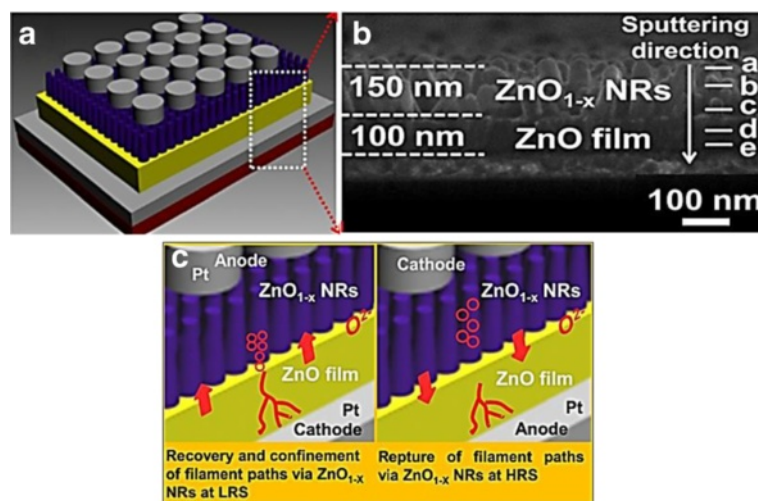 a
b
Sputtering
direction
150 nm
ZnO1-x NRs
100 nm
ZnO film
a
b
c
d
e
100 nm
c
Pt
Anode
ZnO1-x NRs
O2-
ZnO film
Pt
Cathode
Recovery and confinement
of filament paths via ZnO1-x
NRs at LRS
Cathode
ZnO1-x NRs
O2-
ZnO film
Pt
Anode
Repture of filament paths
via ZnO1-x NRs at HRS